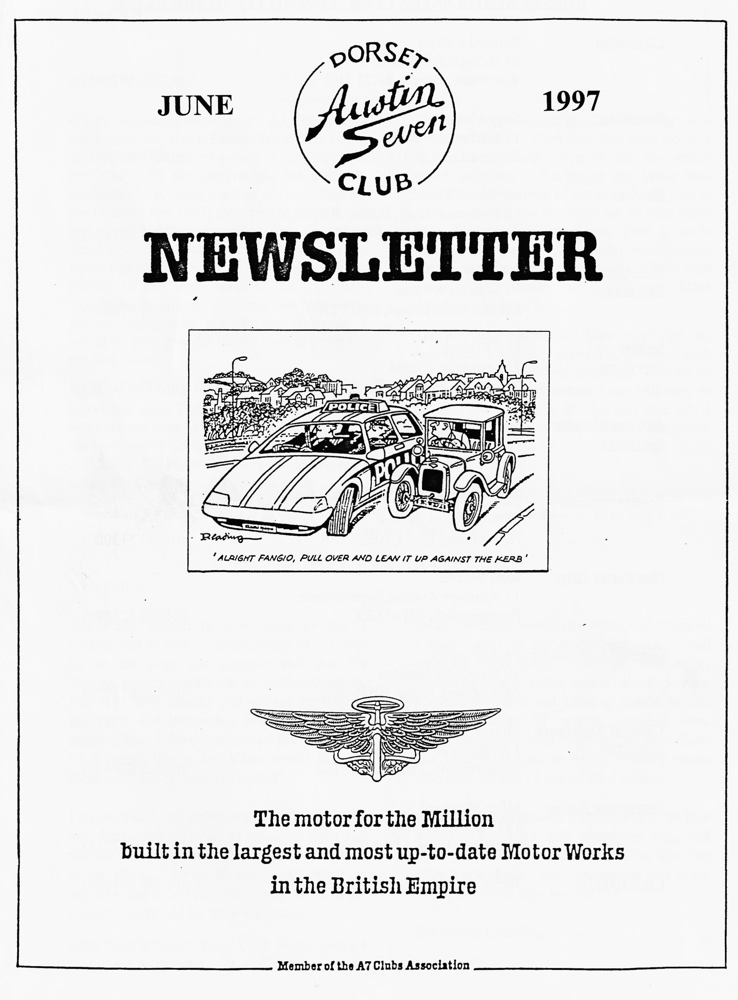 DORSET
JUNE
Austin
1997
Seven
CLUB
NEWSLETTER
POLICE
Reading
'ALRIGHT FANGIO, PULL OVER AND LEAN IT UP AGAINST THE KERB'
The motor for the Million
built in the largest and most up-to-date Motor Works
in the British Empire
Member of the A7 Clubs Association